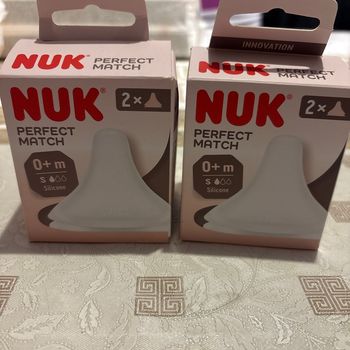 NUK PERFECT
MATCH
NUK® 2×
PERFECT
MATCH
0+ m
S
Silicone
INNOVATION
NUK PERFECT
MATCH
NUK® 2×
PERFECT
MATCH
0+ m
S
Silicone